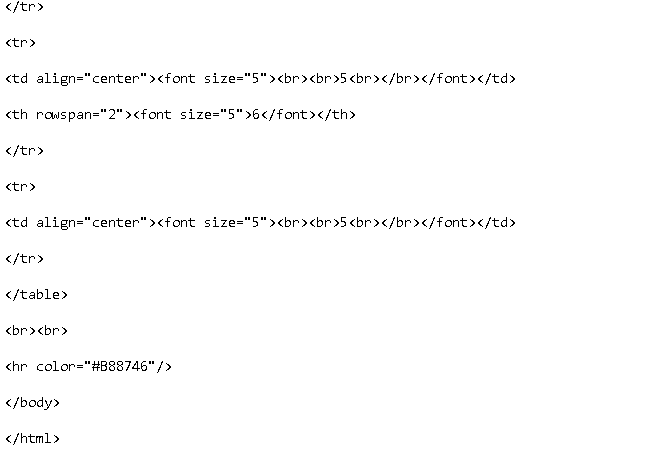 </tr>
<tr>
<td align="center"><font size="5"><br><br>5<br></br></font></td>
<th rowspan="2"><font size="5">6</font></th>
</tr>
<tr>
<td align="center"><font size="5"><br><br>5<br></br></font></td>
</tr>
</table>
<br><br>
<hr color="#B88746"/>
</body>
</html>